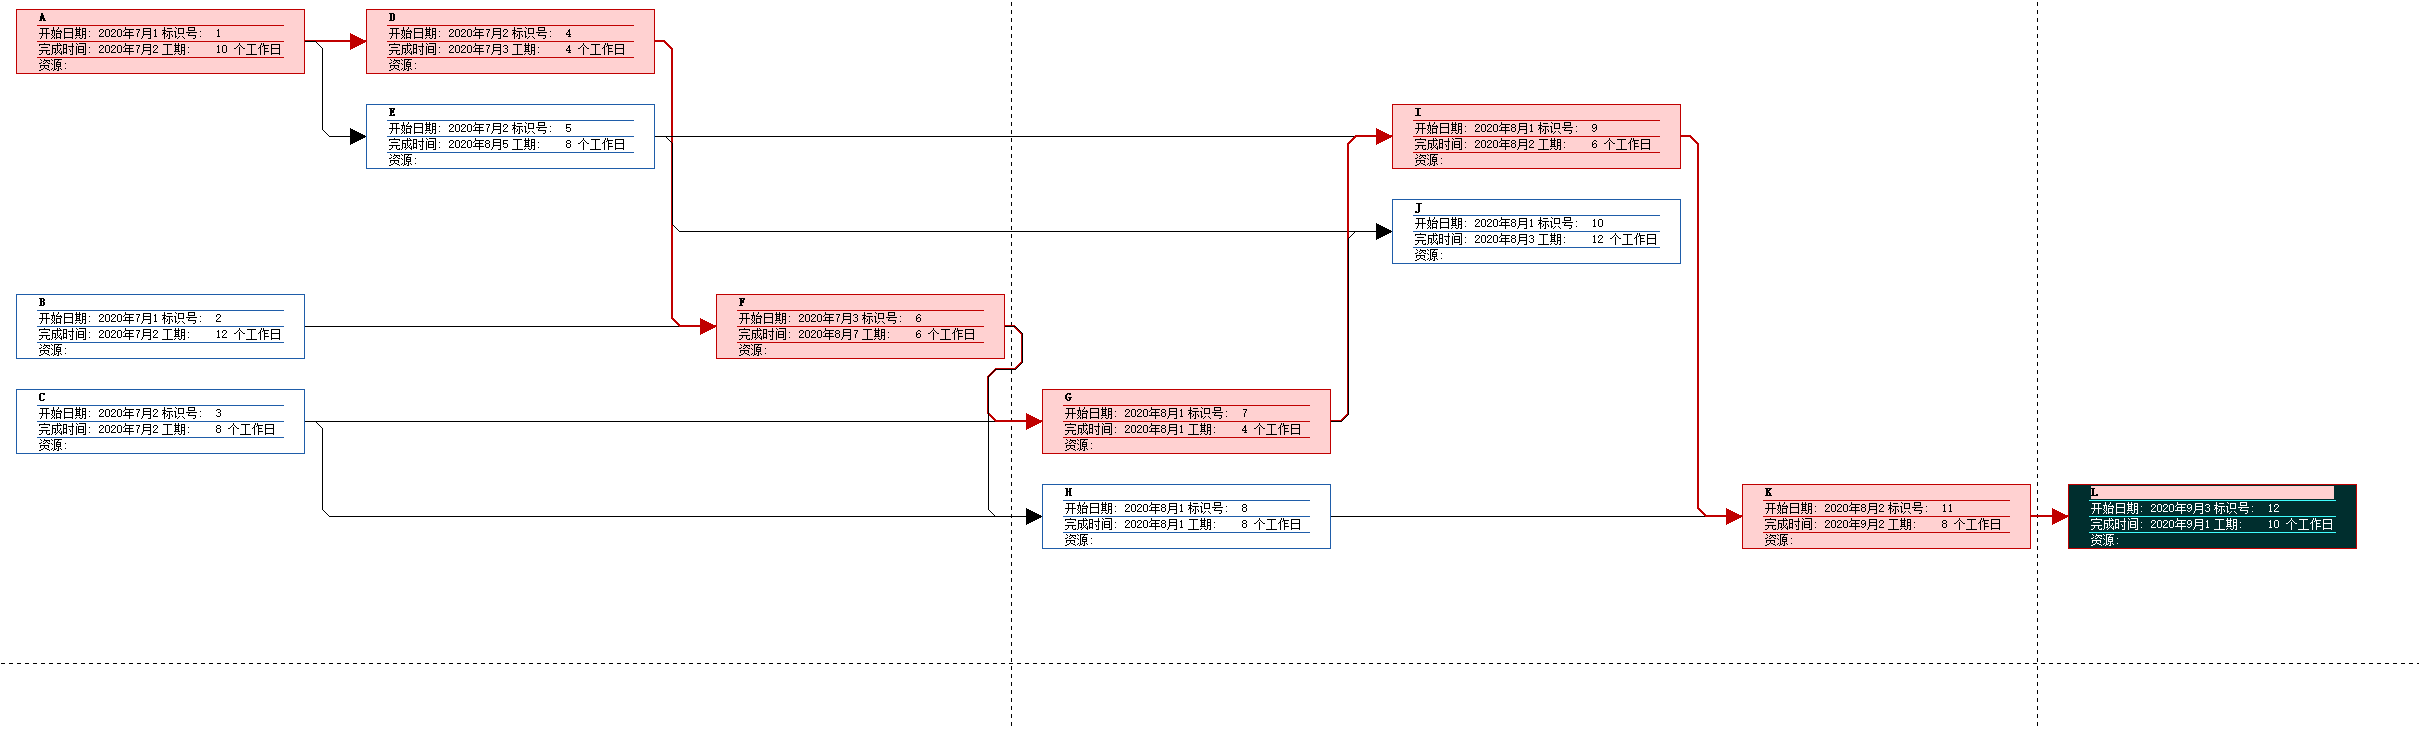 A
开始日期: 2020年7月1 标识号: 1
完成时间: 2020年7月2 工期: 10 个工作日
资源:
D
开始日期: 2020年7月2 标识号: 4
完成时间: 2020年7月3 工期: 4 个工作日
资源:
E
开始日期: 2020年7月2 标识号: 5
完成时间: 2020年8月5 工期: 8 个工作日
资源:
I
开始日期: 2020年8月1 标识号: 9
完成时间: 2020年8月2 工期: 6 个工作日
资源:
J
开始日期: 2020年8月1 标识号: 10
完成时间: 2020年8月3 工期: 12 个工作日
资源:
B
开始日期: 2020年7月1 标识号: 2
完成时间: 2020年7月2 工期: 12 个工作日
资源:
F
开始日期: 2020年7月3 标识号: 6
完成时间: 2020年8月7 工期: 6 个工作日
资源:
C
开始日期: 2020年7月2 标识号: 3
完成时间: 2020年7月2 工期: 8 个工作日
资源:
G
开始日期: 2020年8月1 标识号: 7
完成时间: 2020年8月1 工期: 4 个工作日
资源:
H
开始日期: 2020年8月1 标识号: 8
完成时间: 2020年8月1 工期: 8 个工作日
资源:
K
开始日期: 2020年8月2 标识号: 11
完成时间: 2020年9月2 工期: 8 个工作日
资源:
L
开始日期: 2020年9月3 标识号: 12
完成时间: 2020年9月1 工期: 10 个工作日
资源: